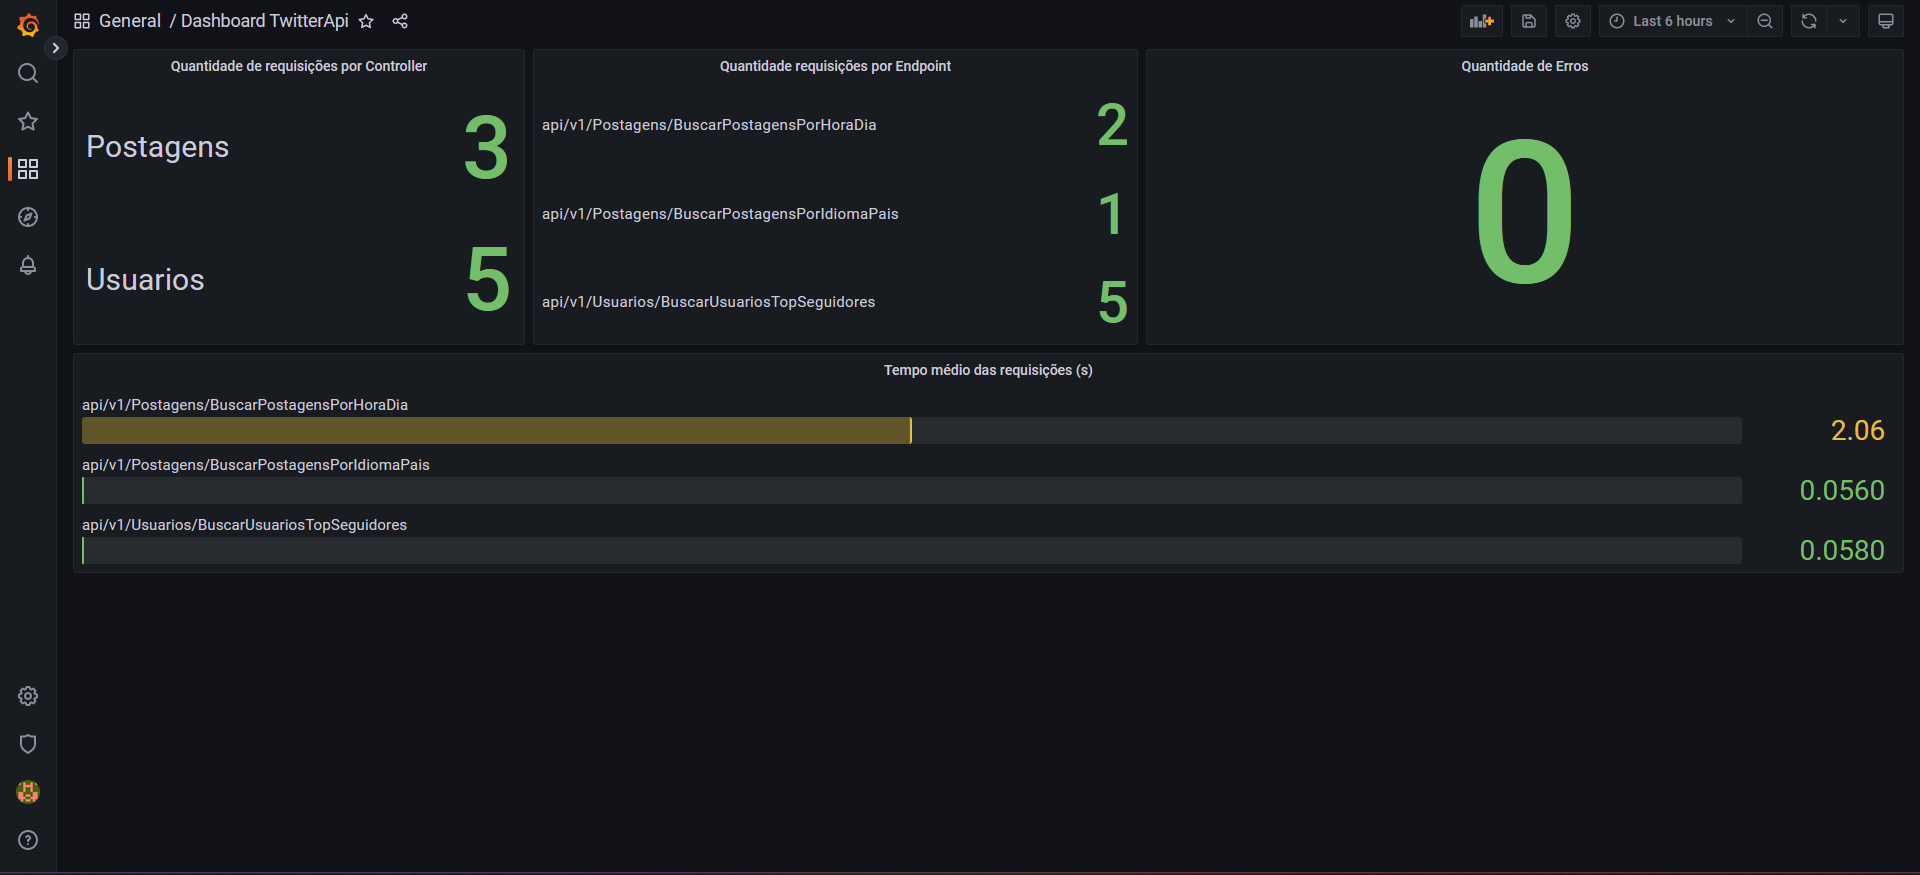 General / Dashboard TwitterApi
Last 6 hours
Quantidade de requisições por Controller
Postagens 3
Usuarios 5
Quantidade requisições por Endpoint
api/v1/Postagens/BuscarPostagensPorHoraDia 2
api/v1/Postagens/BuscarPostagensPorIdiomaPais 1
api/v1/Usuarios/BuscarUsuariosTopSeguidores 5
Quantidade de Erros
0
Tempo médio das requisições (s)
api/v1/Postagens/BuscarPostagensPorHoraDia
2.06
api/v1/Postagens/BuscarPostagensPorIdiomaPais
0.0560
api/v1/Usuarios/BuscarUsuariosTopSeguidores
0.0580